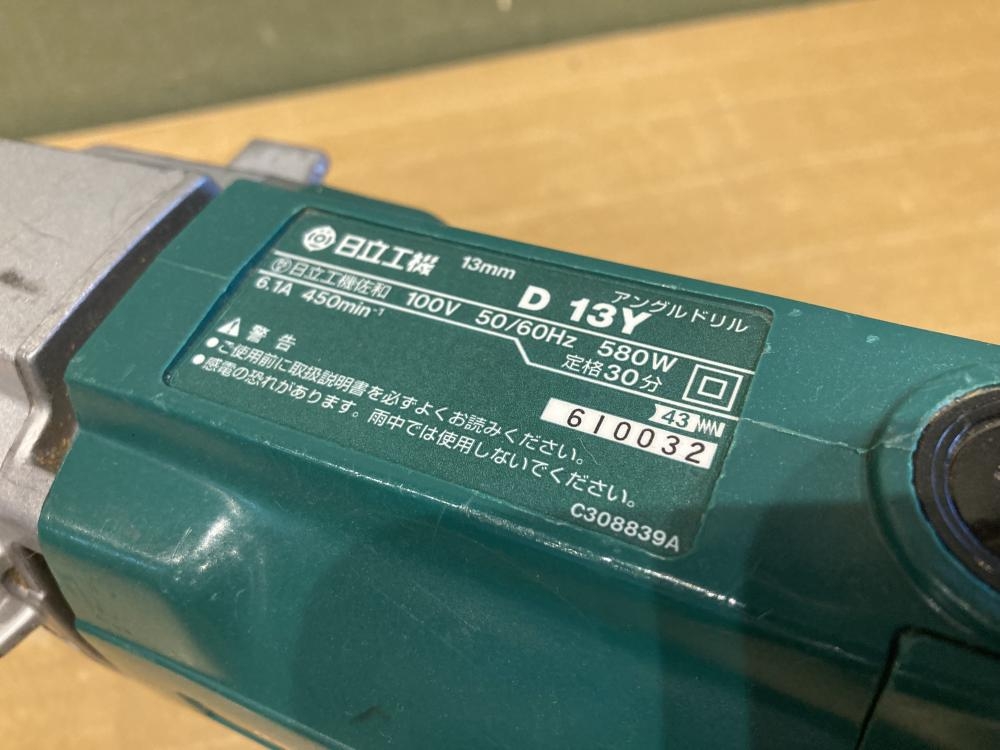 日立工機 13mm D 13Y アングルドリル
日立工機佐和 100V 50/60Hz 580W
6.1A 450min⁻¹ 定格30分
警告
●ご使用前に取扱説明書を必ずよくお読みください。
●感電の恐れがあります。雨中では使用しないでください。
43 WN
610032
C308839A